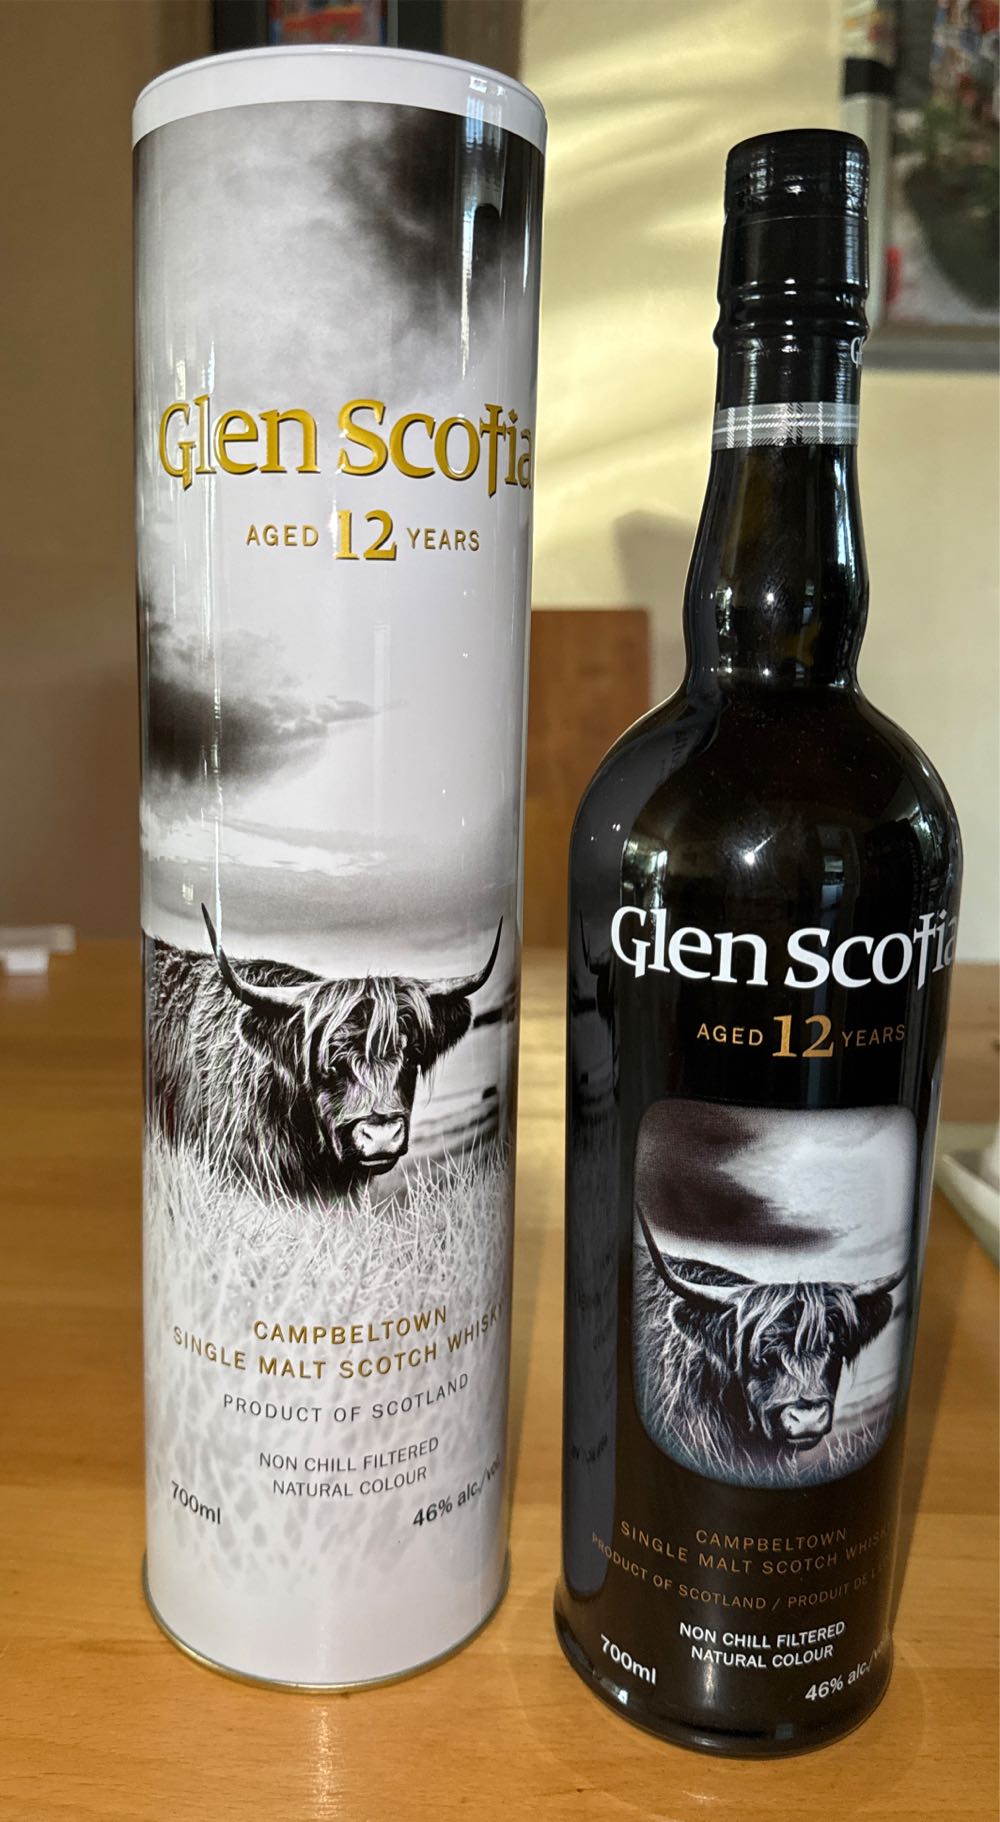 Glen Scotia
AGED 12 YEARS
CAMPBELTOWN
SINGLE MALT SCOTCH WHISKY
PRODUCT OF SCOTLAND
NON CHILL FILTERED
NATURAL COLOUR
700ml
46% alc./vol.
Glen Scotia
AGED 12 YEARS
CAMPBELTOWN
SINGLE MALT SCOTCH WHISKY
PRODUCT OF SCOTLAND / PRODUIT DE
NON CHILL FILTERED
NATURAL COLOUR
700ml
46% alc./